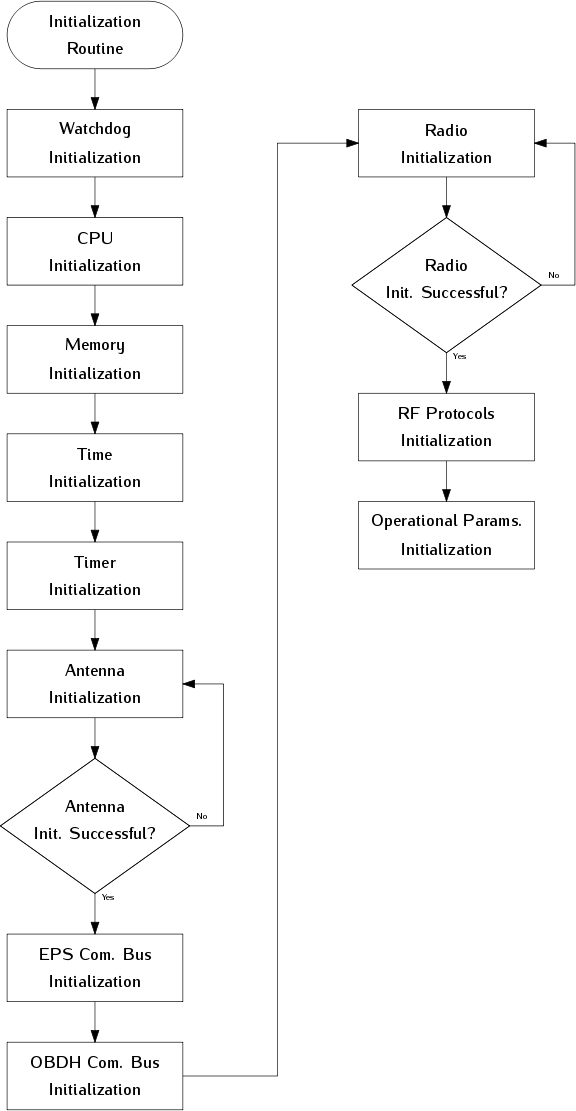 Initialization
Routine
Watchdog
Initialization
CPU
Initialization
Memory
Initialization
Time
Initialization
Timer
Initialization
Antenna
Initialization
Antenna
Init. Successful?
No
Yes
EPS Com. Bus
Initialization
OBDH Com. Bus
Initialization
Radio
Initialization
Radio
Init. Successful?
No
Yes
RF Protocols
Initialization
Operational Params.
Initialization